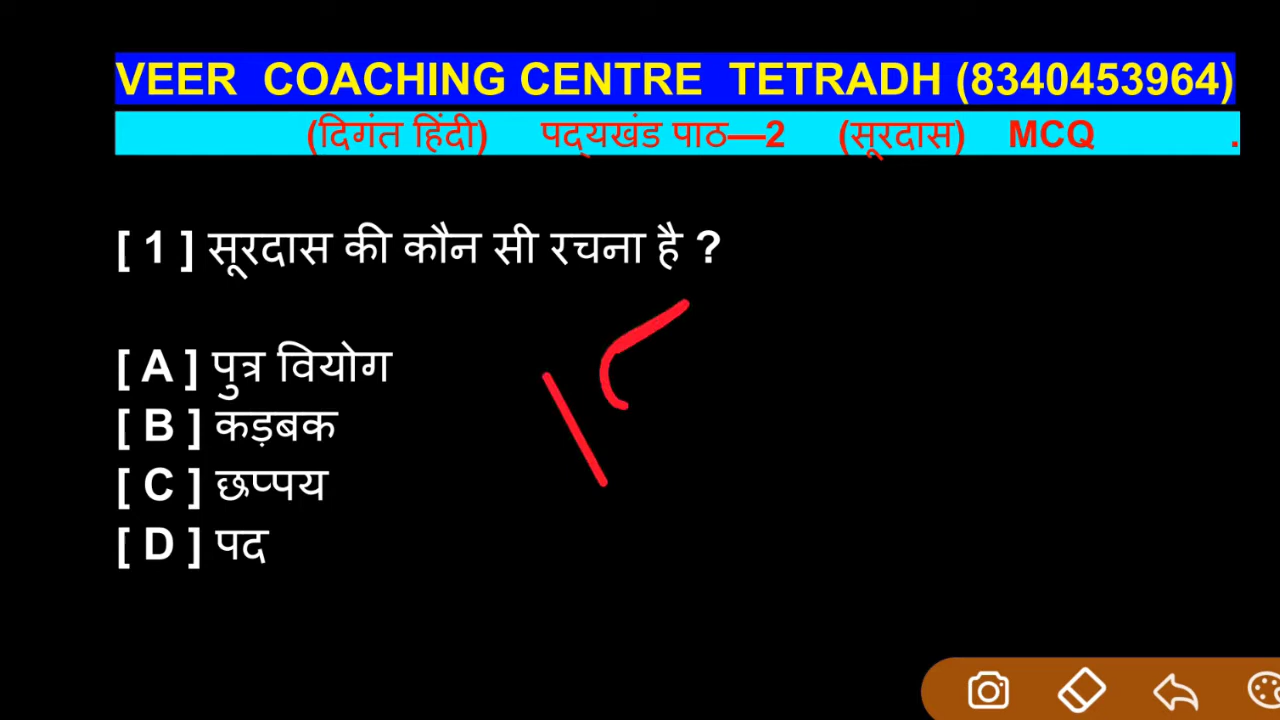 VEER COACHING CENTRE TETRADH (8340453964)
(दिगंत हिंदी) पद्यखंड पाठ—2 (सूरदास) MCQ .
[ 1 ] सूरदास की कौन सी रचना है ?
[ A ] पुत्र वियोग
[ B ] कड़बक
[ C ] छप्पय
[ D ] पद